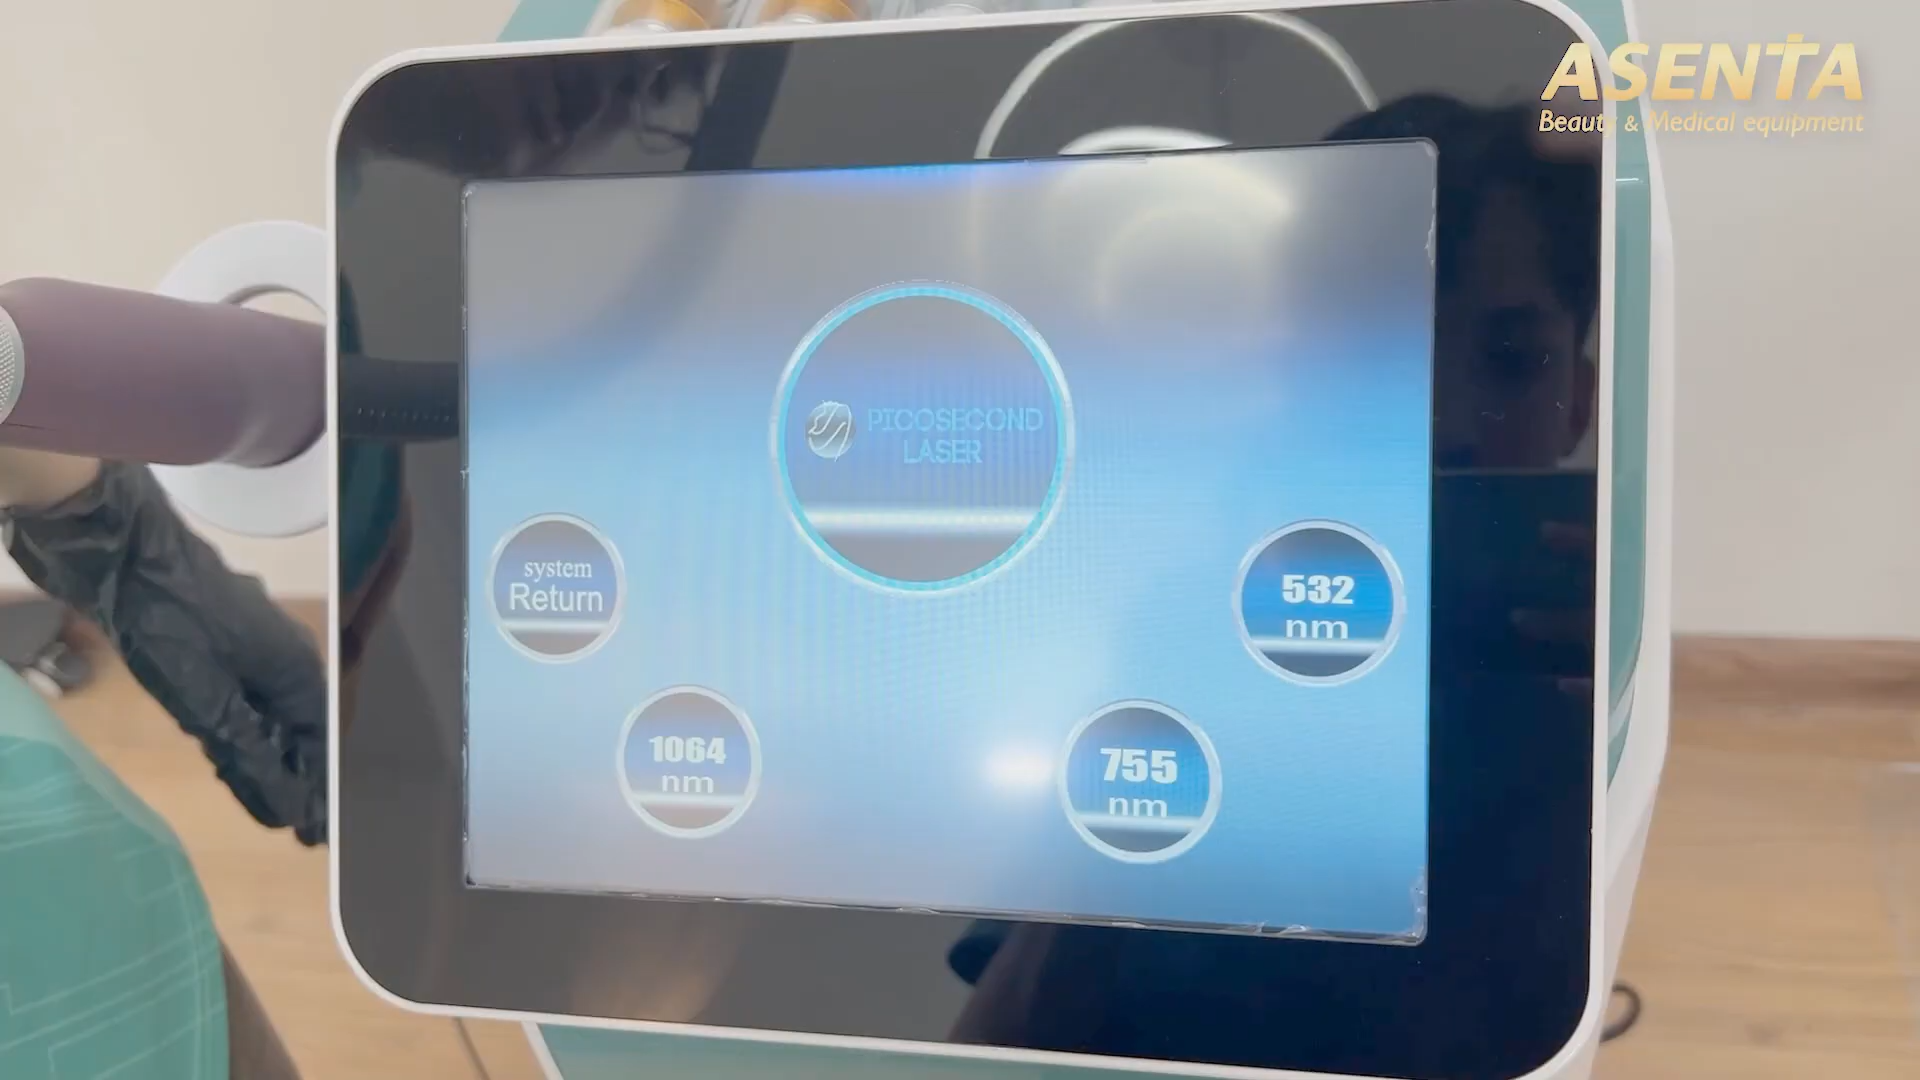 ASENTA
Beauty & Medical equipment
PICOSECOND
LASER
system
Return
532
nm
1064
nm
755
nm